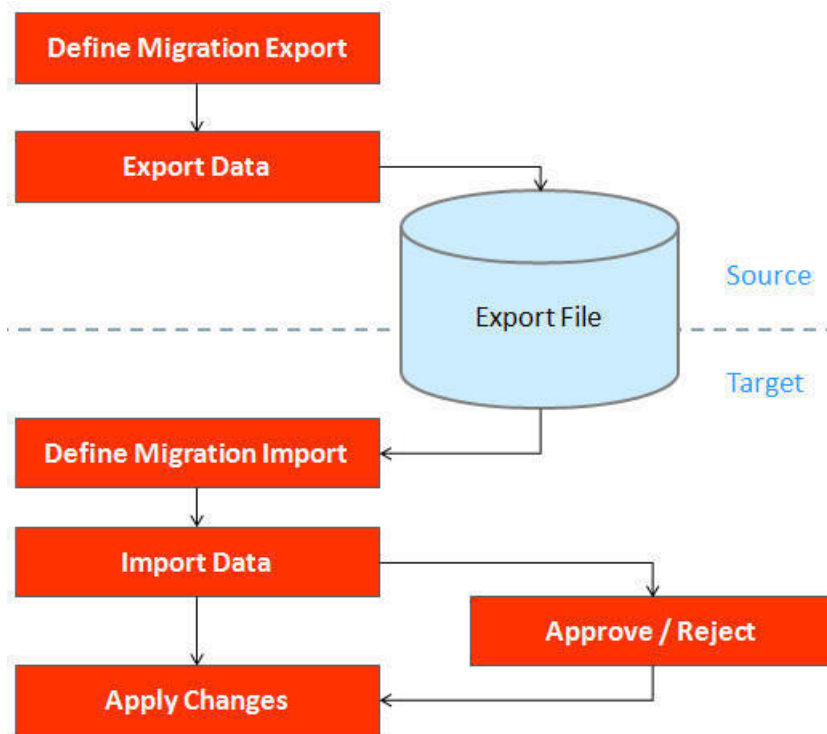 Define Migration Export
Export Data
Export File
Source
Target
Define Migration Import
Import Data
Approve / Reject
Apply Changes